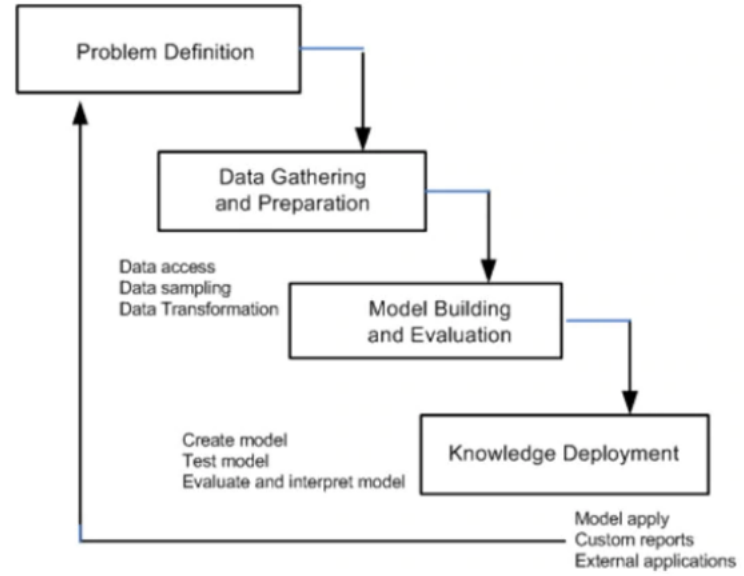 Problem Definition
Data Gathering
and Preparation
Data access
Data sampling
Data Transformation
Model Building
and Evaluation
Create model
Test model
Evaluate and interpret model
Knowledge Deployment
Model apply
Custom reports
External applications